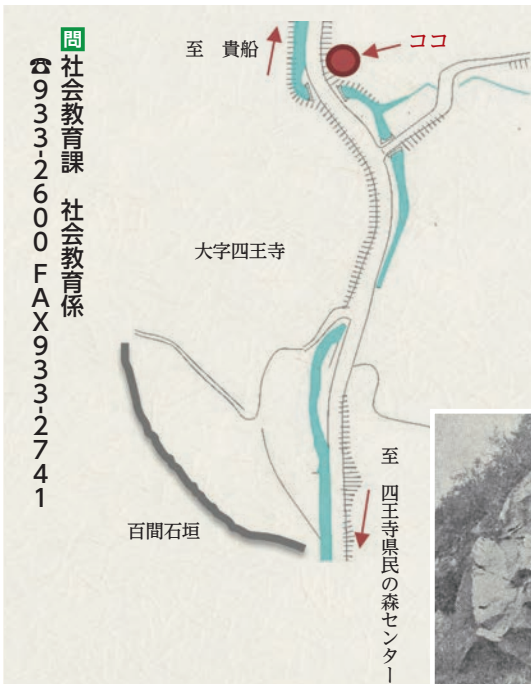 問 社会教育課 社会教育係
☎933-2600 FAX933-2741
至 貴船
ココ
大字四王寺
百間石垣
至 四王寺県民の森センター